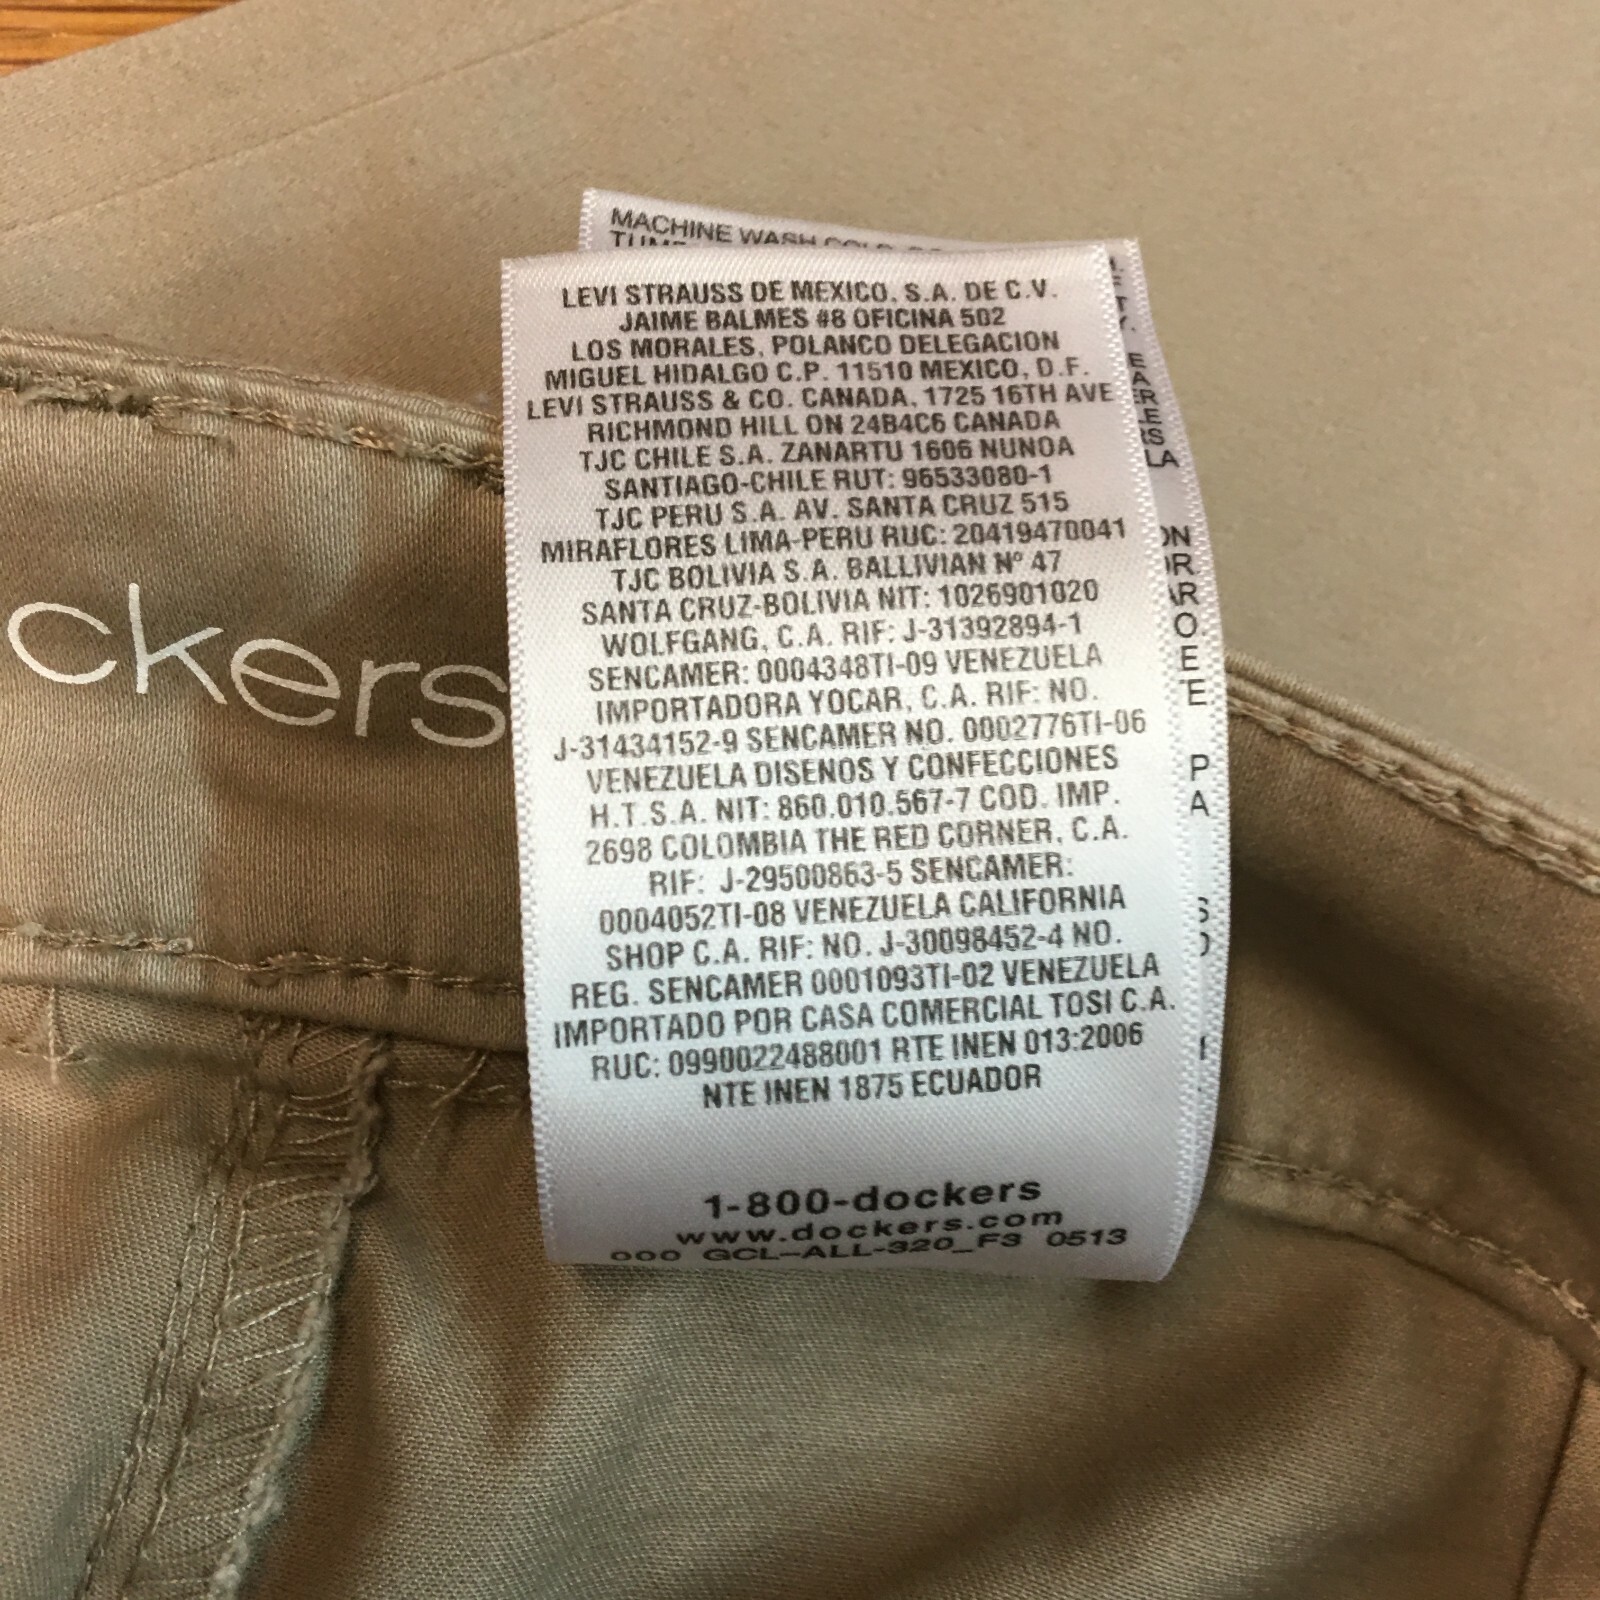 MACHINE WASH COLD
LEVI STRAUSS DE MEXICO, S.A. DE C.V.
JAIME BALMES #8 OFICINA 502
LOS MORALES, POLANCO DELEGACION
MIGUEL HIDALGO C.P. 11510 MEXICO, D.F.
LEVI STRAUSS & CO. CANADA, 1725 16TH AVE
RICHMOND HILL ON 24B4C6 CANADA
TJC CHILE S.A. ZANARTU 1606 NUNOA
SANTIAGO-CHILE RUT: 96533080-1
TJC PERU S.A. AV. SANTA CRUZ 515
MIRAFLORES LIMA-PERU RUC: 20419470041
TJC BOLIVIA S.A. BALLIVIAN Nº 47
SANTA CRUZ-BOLIVIA NIT: 1026901020
WOLFGANG, C.A. RIF: J-31392894-1
SENCAMER: 0004348TI-09 VENEZUELA
IMPORTADORA YOCAR, C.A. RIF: NO.
J-31434152-9 SENCAMER NO. 0002776TI-06
VENEZUELA DISENOS Y CONFECCIONES
H.T.S.A. NIT: 860.010.567-7 COD. IMP.
2698 COLOMBIA THE RED CORNER, C.A.
RIF: J-29500863-5 SENCAMER:
0004052TI-08 VENEZUELA CALIFORNIA
SHOP C.A. RIF: NO. J-30098452-4 NO.
REG. SENCAMER 0001093TI-02 VENEZUELA
IMPORTADO POR CASA COMERCIAL TOSI C.A.
RUC: 0990022488001 RTE INEN 013:2006
NTE INEN 1875 ECUADOR
1-800-dockers
www.dockers.com
000 GCL-ALL-320_F3 0513
ckers